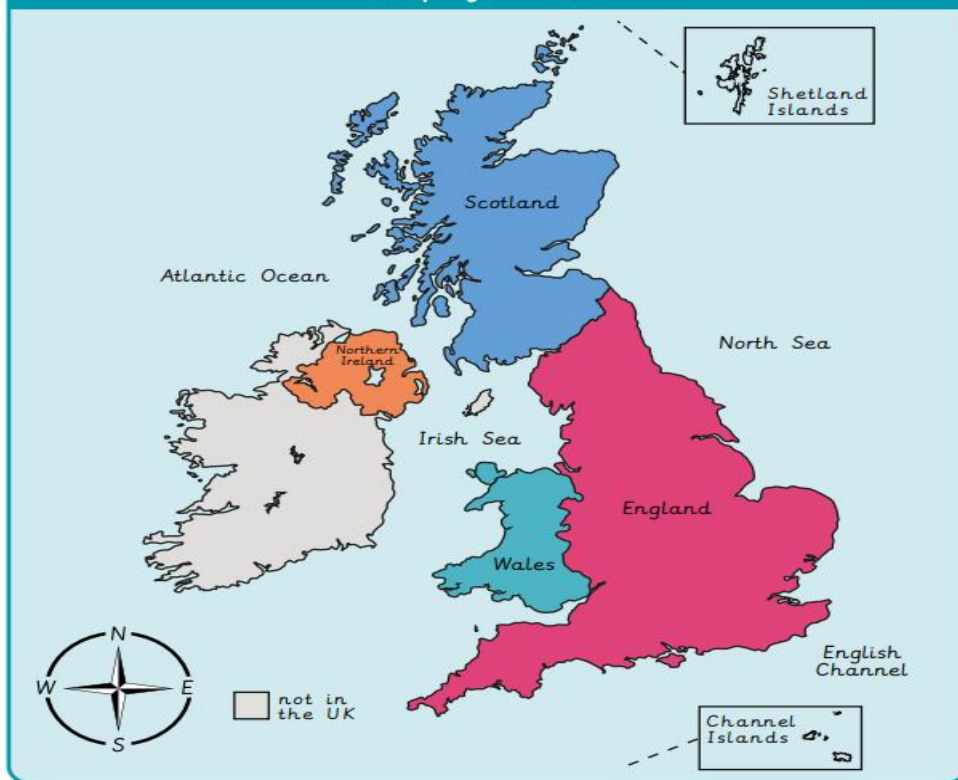 Shetland
Islands
Scotland
Atlantic Ocean
Northern
Ireland
North Sea
Irish Sea
England
Wales
N
W
E
S
not in
the UK
English
Channel
Channel
Islands